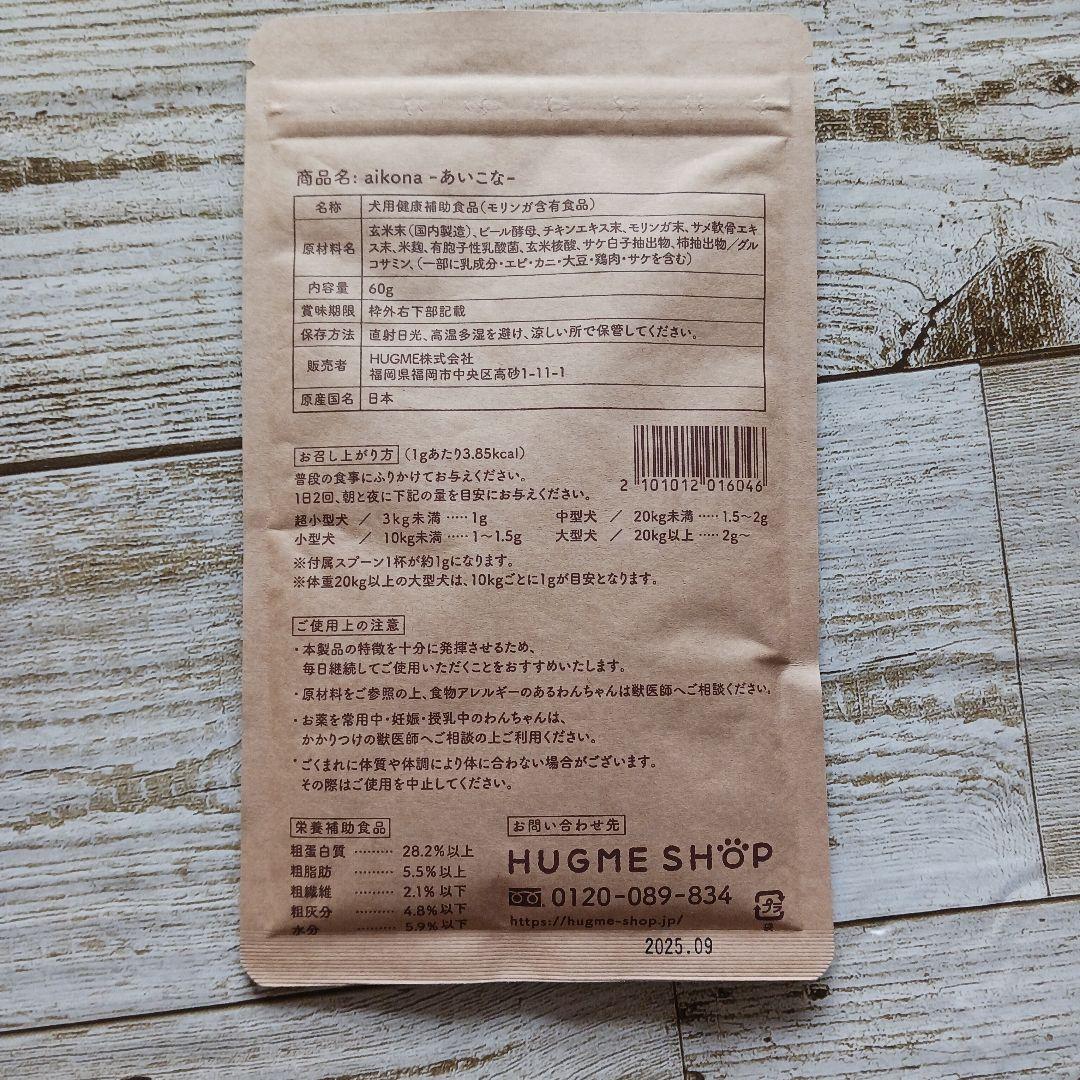 商品名: aikona -あいこな-
名称 犬用健康補助食品(モリンガ含有食品)
原材料名 玄米末(国内製造)、ビール酵母、チキンエキス末、モリンガ末、サメ軟骨エキ
ス末、米麹、有胞子性乳酸菌、玄米核酸、サケ白子抽出物、柿抽出物/グル
コサミン、(一部に乳成分・エビ・カニ・大豆・鶏肉・サケを含む)
内容量 60g
賞味期限 枠外右下部記載
保存方法 直射日光、高温多湿を避け、涼しい所で保管してください。
販売者 HUGME株式会社
福岡県福岡市中央区高砂1-11-1
原産国名 日本
お召し上がり方 (1gあたり3.85kcal)
普段の食事にふりかけてお与えください。
1日2回、朝と夜に下記の量を目安にお与えください。
2 101012 016046
超小型犬 / 3kg未満 ····· 1g 中型犬 / 20kg未満 ····· 1.5~2g
小型犬 / 10kg未満 ····· 1~1.5g 大型犬 / 20kg以上 ····· 2g~
※付属スプーン1杯が約1gになります。
※体重20kg以上の大型犬は、10kgごとに1gが目安となります。
ご使用上の注意
・本製品の特徴を十分に発揮させるため、
毎日継続してご使用いただくことをおすすめいたします。
・原材料をご参照の上、食物アレルギーのあるわんちゃんは獣医師へご相談ください。
・お薬を常用中・妊娠・授乳中のわんちゃんは、
かかりつけの獣医師へご相談の上ご利用ください。
・ごくまれに体質や体調により体に合わない場合がございます。
その際はご使用を中止してください。
栄養補助食品
粗蛋白質 ········· 28.2%以上
粗脂肪 ········· 5.5%以上
粗繊維 ········· 2.1%以下
粗灰分 ········· 4.8%以下
水分 ········· 5.9%以下
お問い合わせ先
HUGME SHOP
0120-089-834
https://hugme-shop.jp/
プラ
袋
2025.09